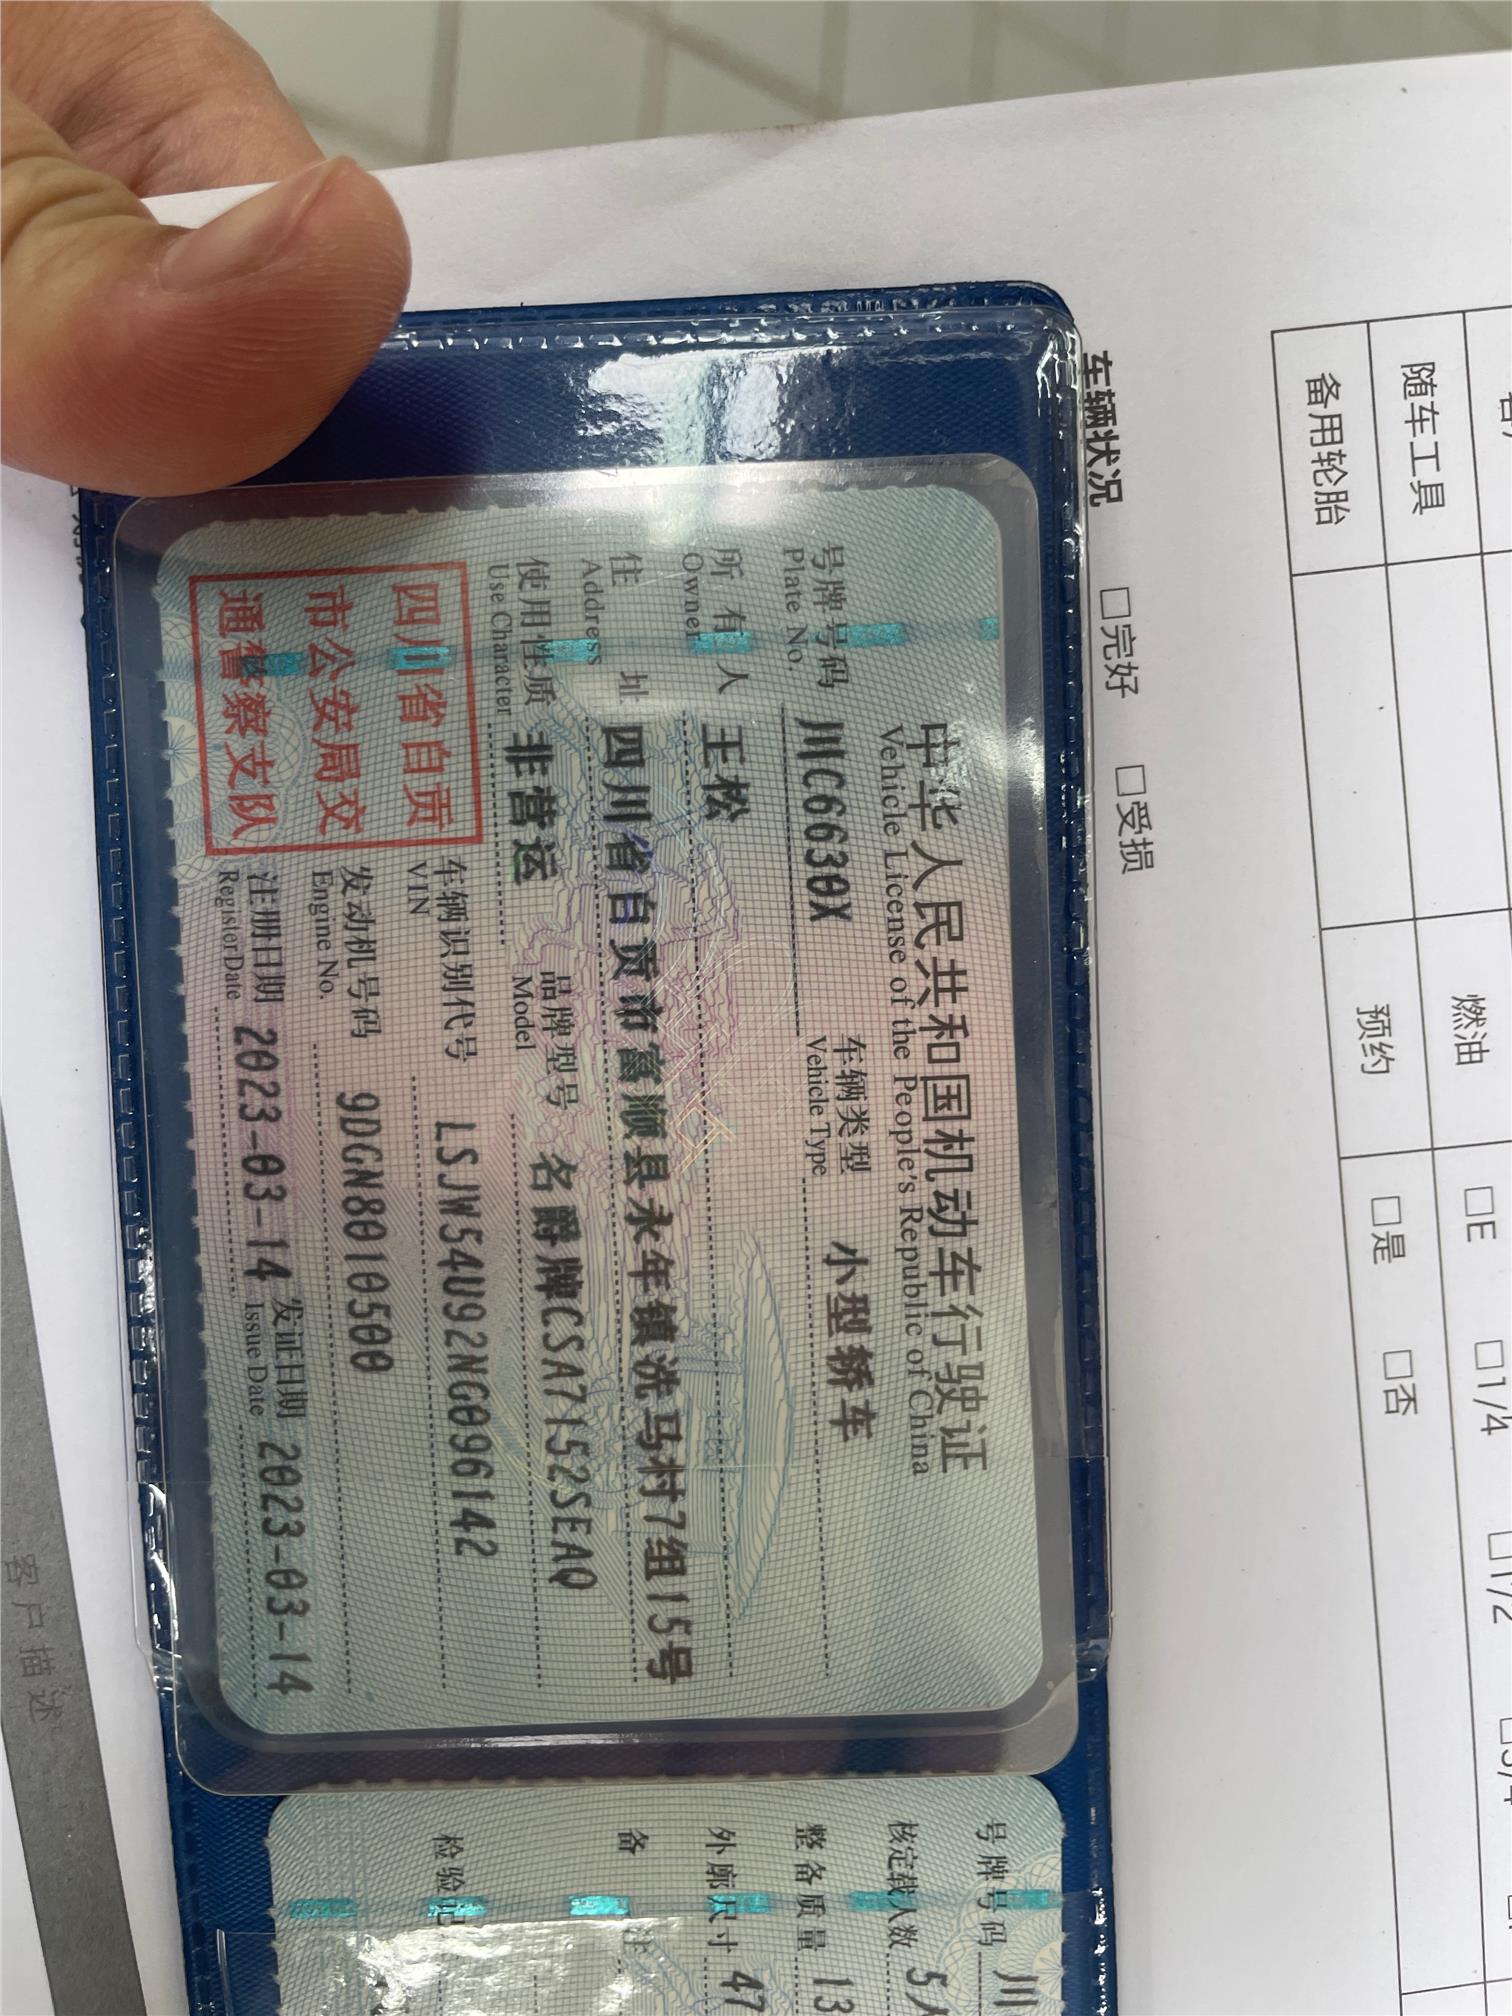 中华人民共和国机动车行驶证
Vehicle License of the People's Republic of China
号牌号码 川C6630X 车辆类型 小型轿车
Plate No. Vehicle Type
所有人 王松
Owner
住址 四川省自贡市富顺县永年镇洗马村7组15号
Address
使用性质 非营运 品牌型号 名爵牌CSA7152SEAQ
Use Character Model
四川省自贡
市公安局交
通警察支队
车辆识别代号 LSJW54U92NG096142
VIN
发动机号码 9DGN8010500
Engine No.
注册日期 2023-03-14 发证日期 2023-03-14
Register Date Issue Date
号牌号码 川
核定载人数 5人
整备质量 13
外廓尺寸 47
备
检验记
随车工具 燃油 □E □1/4 □1/2
备用轮胎 预约 □是 □否
车辆状况 □完好 □受损
客户描述